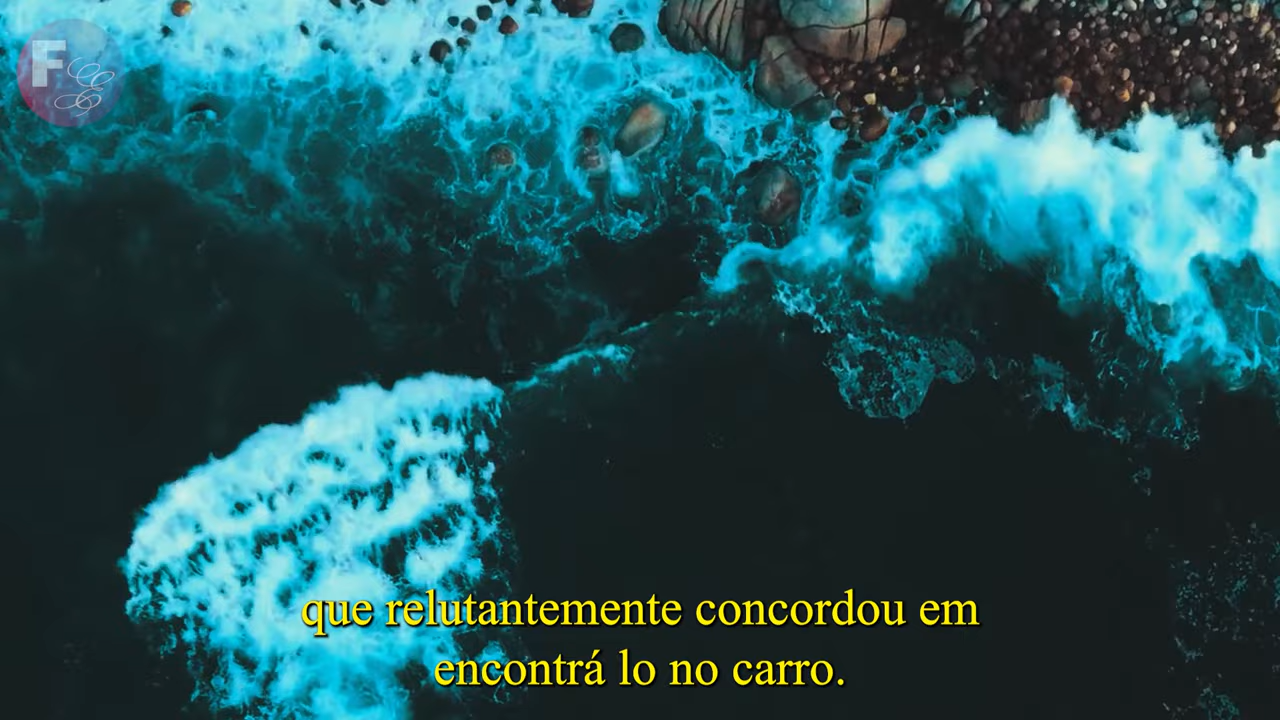 F
que relutantemente concordou em
encontrá lo no carro.